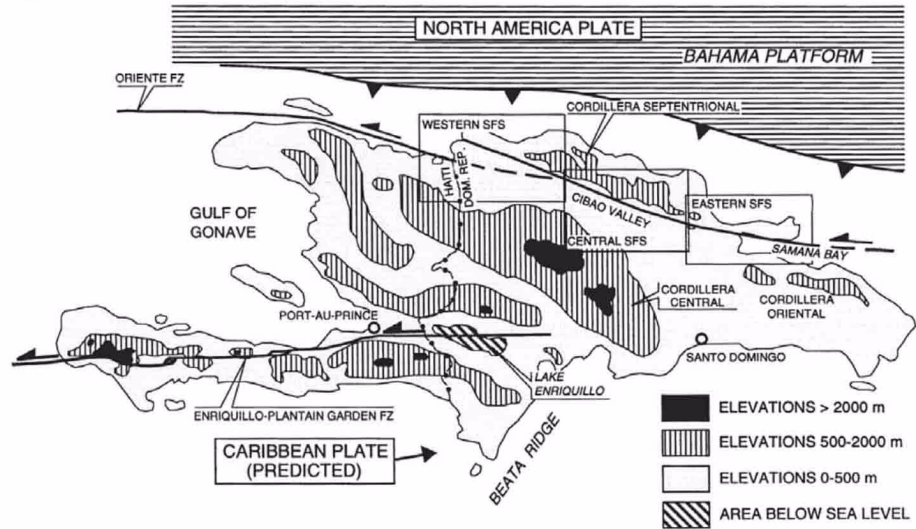 NORTH AMERICA PLATE
BAHAMA PLATFORM
ORIENTE FZ
CORDILLERA SEPTENTRIONAL
WESTERN SFS
HAITI
DOM. REP.
CIBAO VALLEY
EASTERN SFS
GULF OF
GONAVE
CENTRAL SFS
SAMANA BAY
CORDILLERA
CENTRAL
CORDILLERA
ORIENTAL
PORT-AU-PRINCE
SANTO DOMINGO
LAKE
ENRIQUILLO
ENRIQUILLO-PLANTAIN GARDEN FZ
CARIBBEAN PLATE
(PREDICTED)
BEATA RIDGE
ELEVATIONS > 2000 m
ELEVATIONS 500-2000 m
ELEVATIONS 0-500 m
AREA BELOW SEA LEVEL